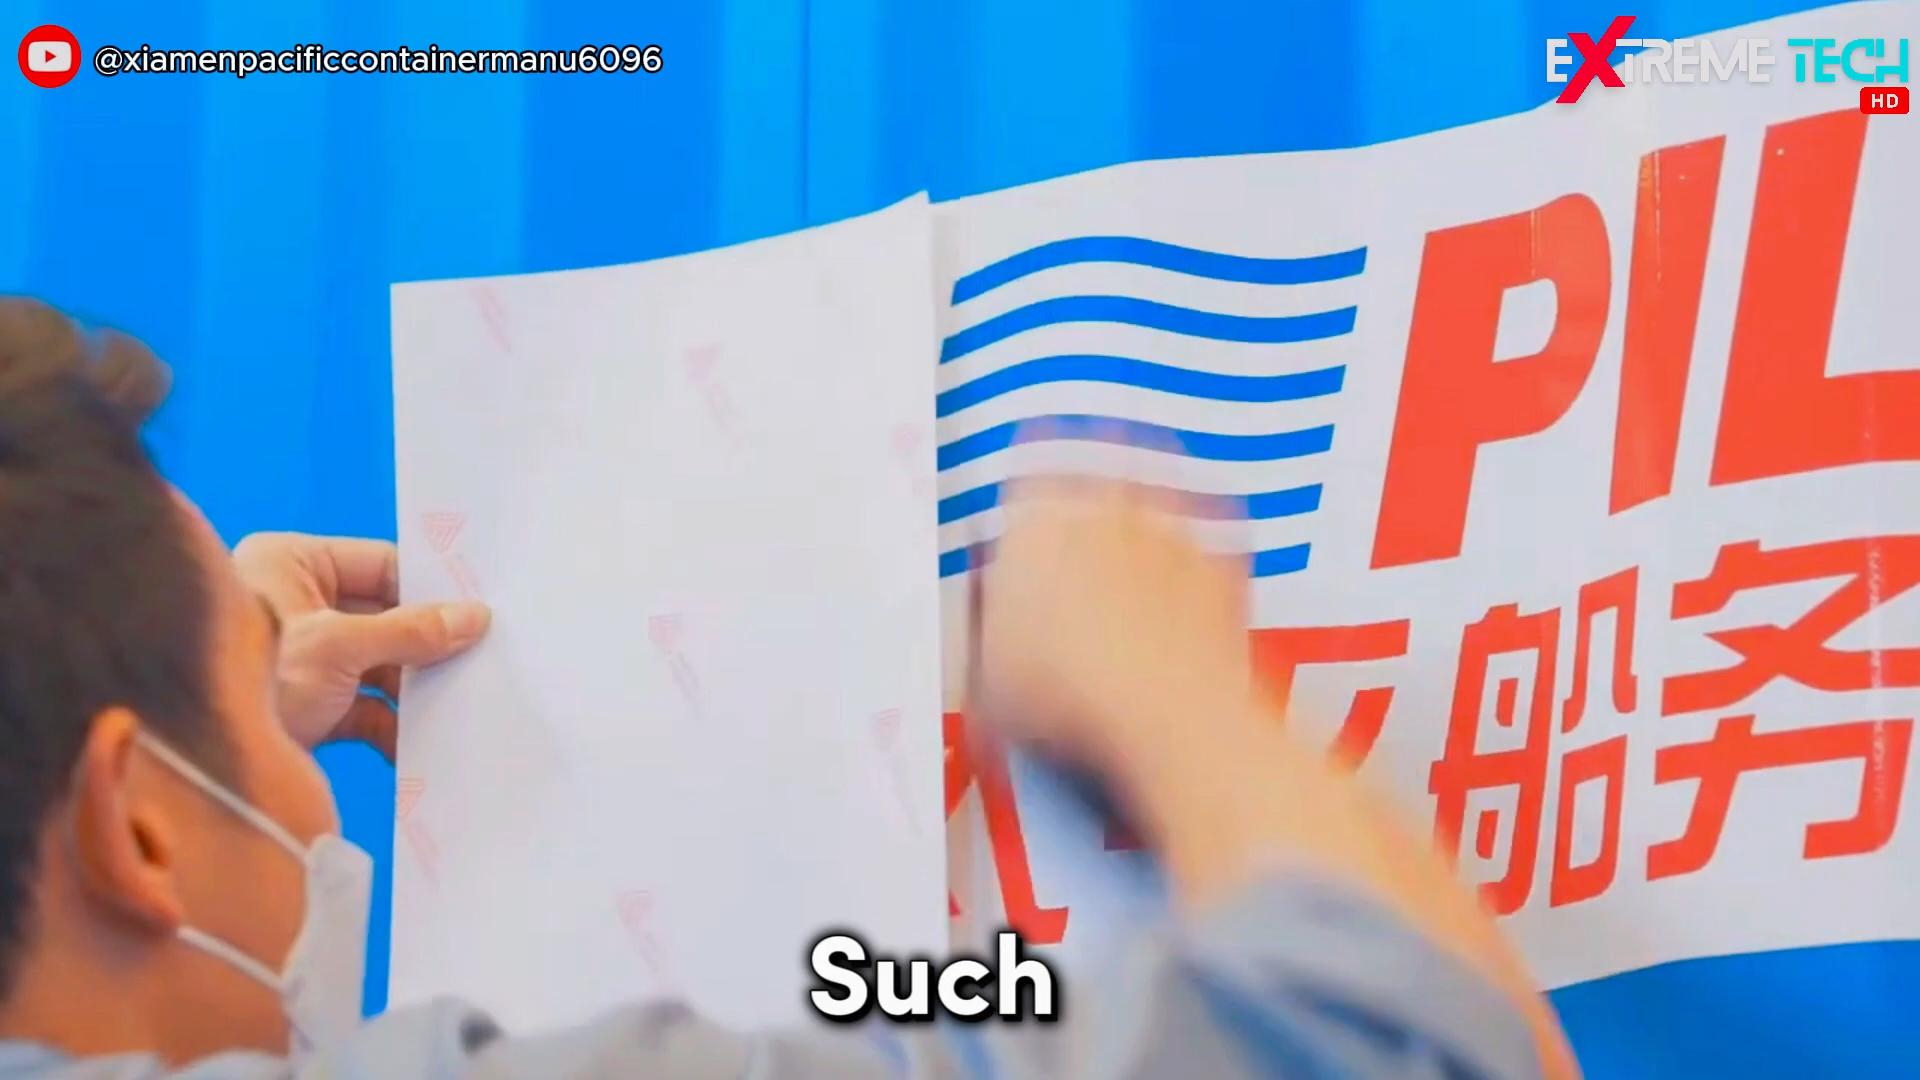 @xiamenpacificcontainermanu6096
EXTREME TECH
HD
PIL
船务
Such